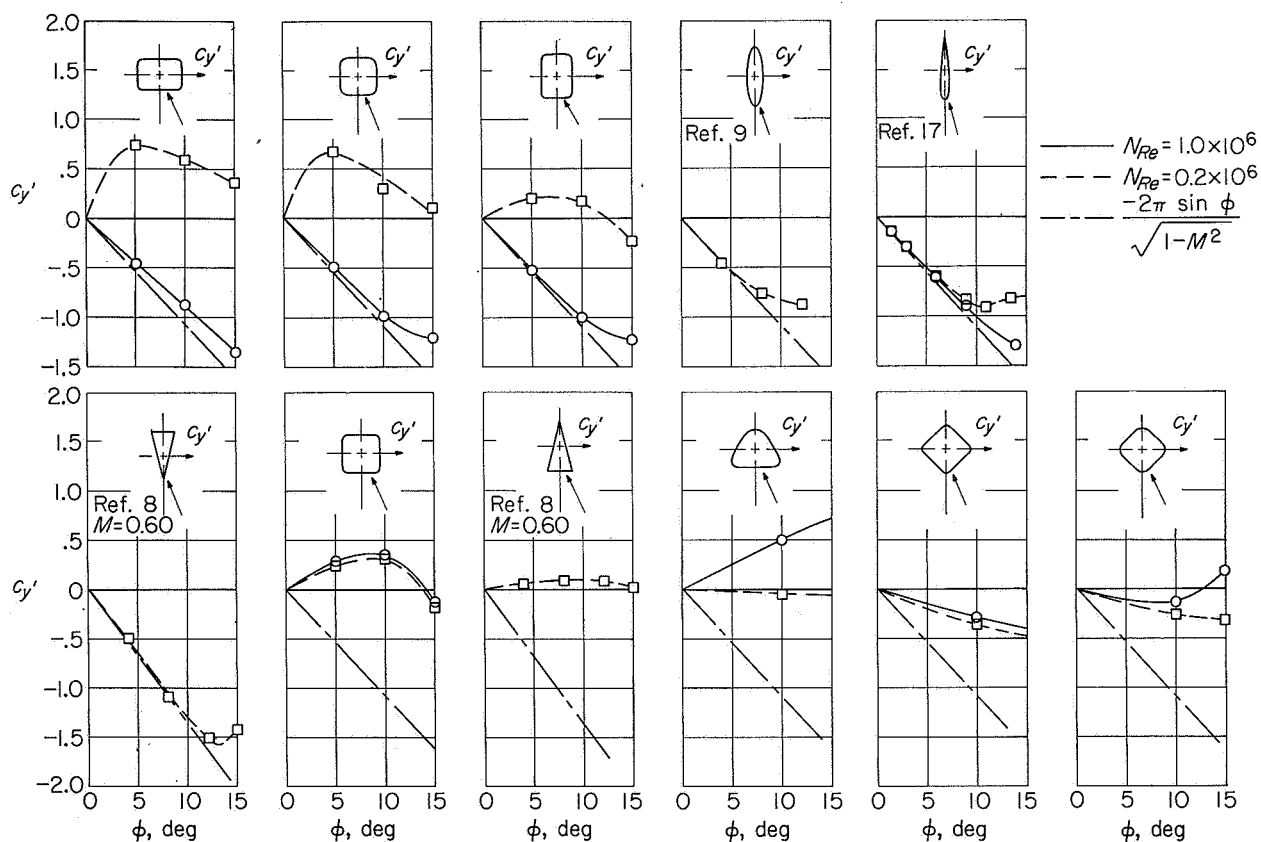 2.0
1.5
1.0
.5
0
-.5
-1.0
-1.5
c_y'
c_y'
c_y'
c_y'
c_y'
Ref. 9
c_y'
Ref. 17
N_Re = 1.0×10^6
N_Re = 0.2×10^6
-2π sin ϕ
√1-M^2
2.0
1.5
1.0
.5
0
-.5
-1.0
-1.5
-2.0
c_y'
c_y'
Ref. 8
M=0.60
c_y'
c_y'
Ref. 8
M=0.60
c_y'
c_y'
c_y'
0 5 10 15
0 5 10 15
0 5 10 15
0 5 10 15
0 5 10 15
0 5 10 15
ϕ, deg
ϕ, deg
ϕ, deg
ϕ, deg
ϕ, deg
ϕ, deg